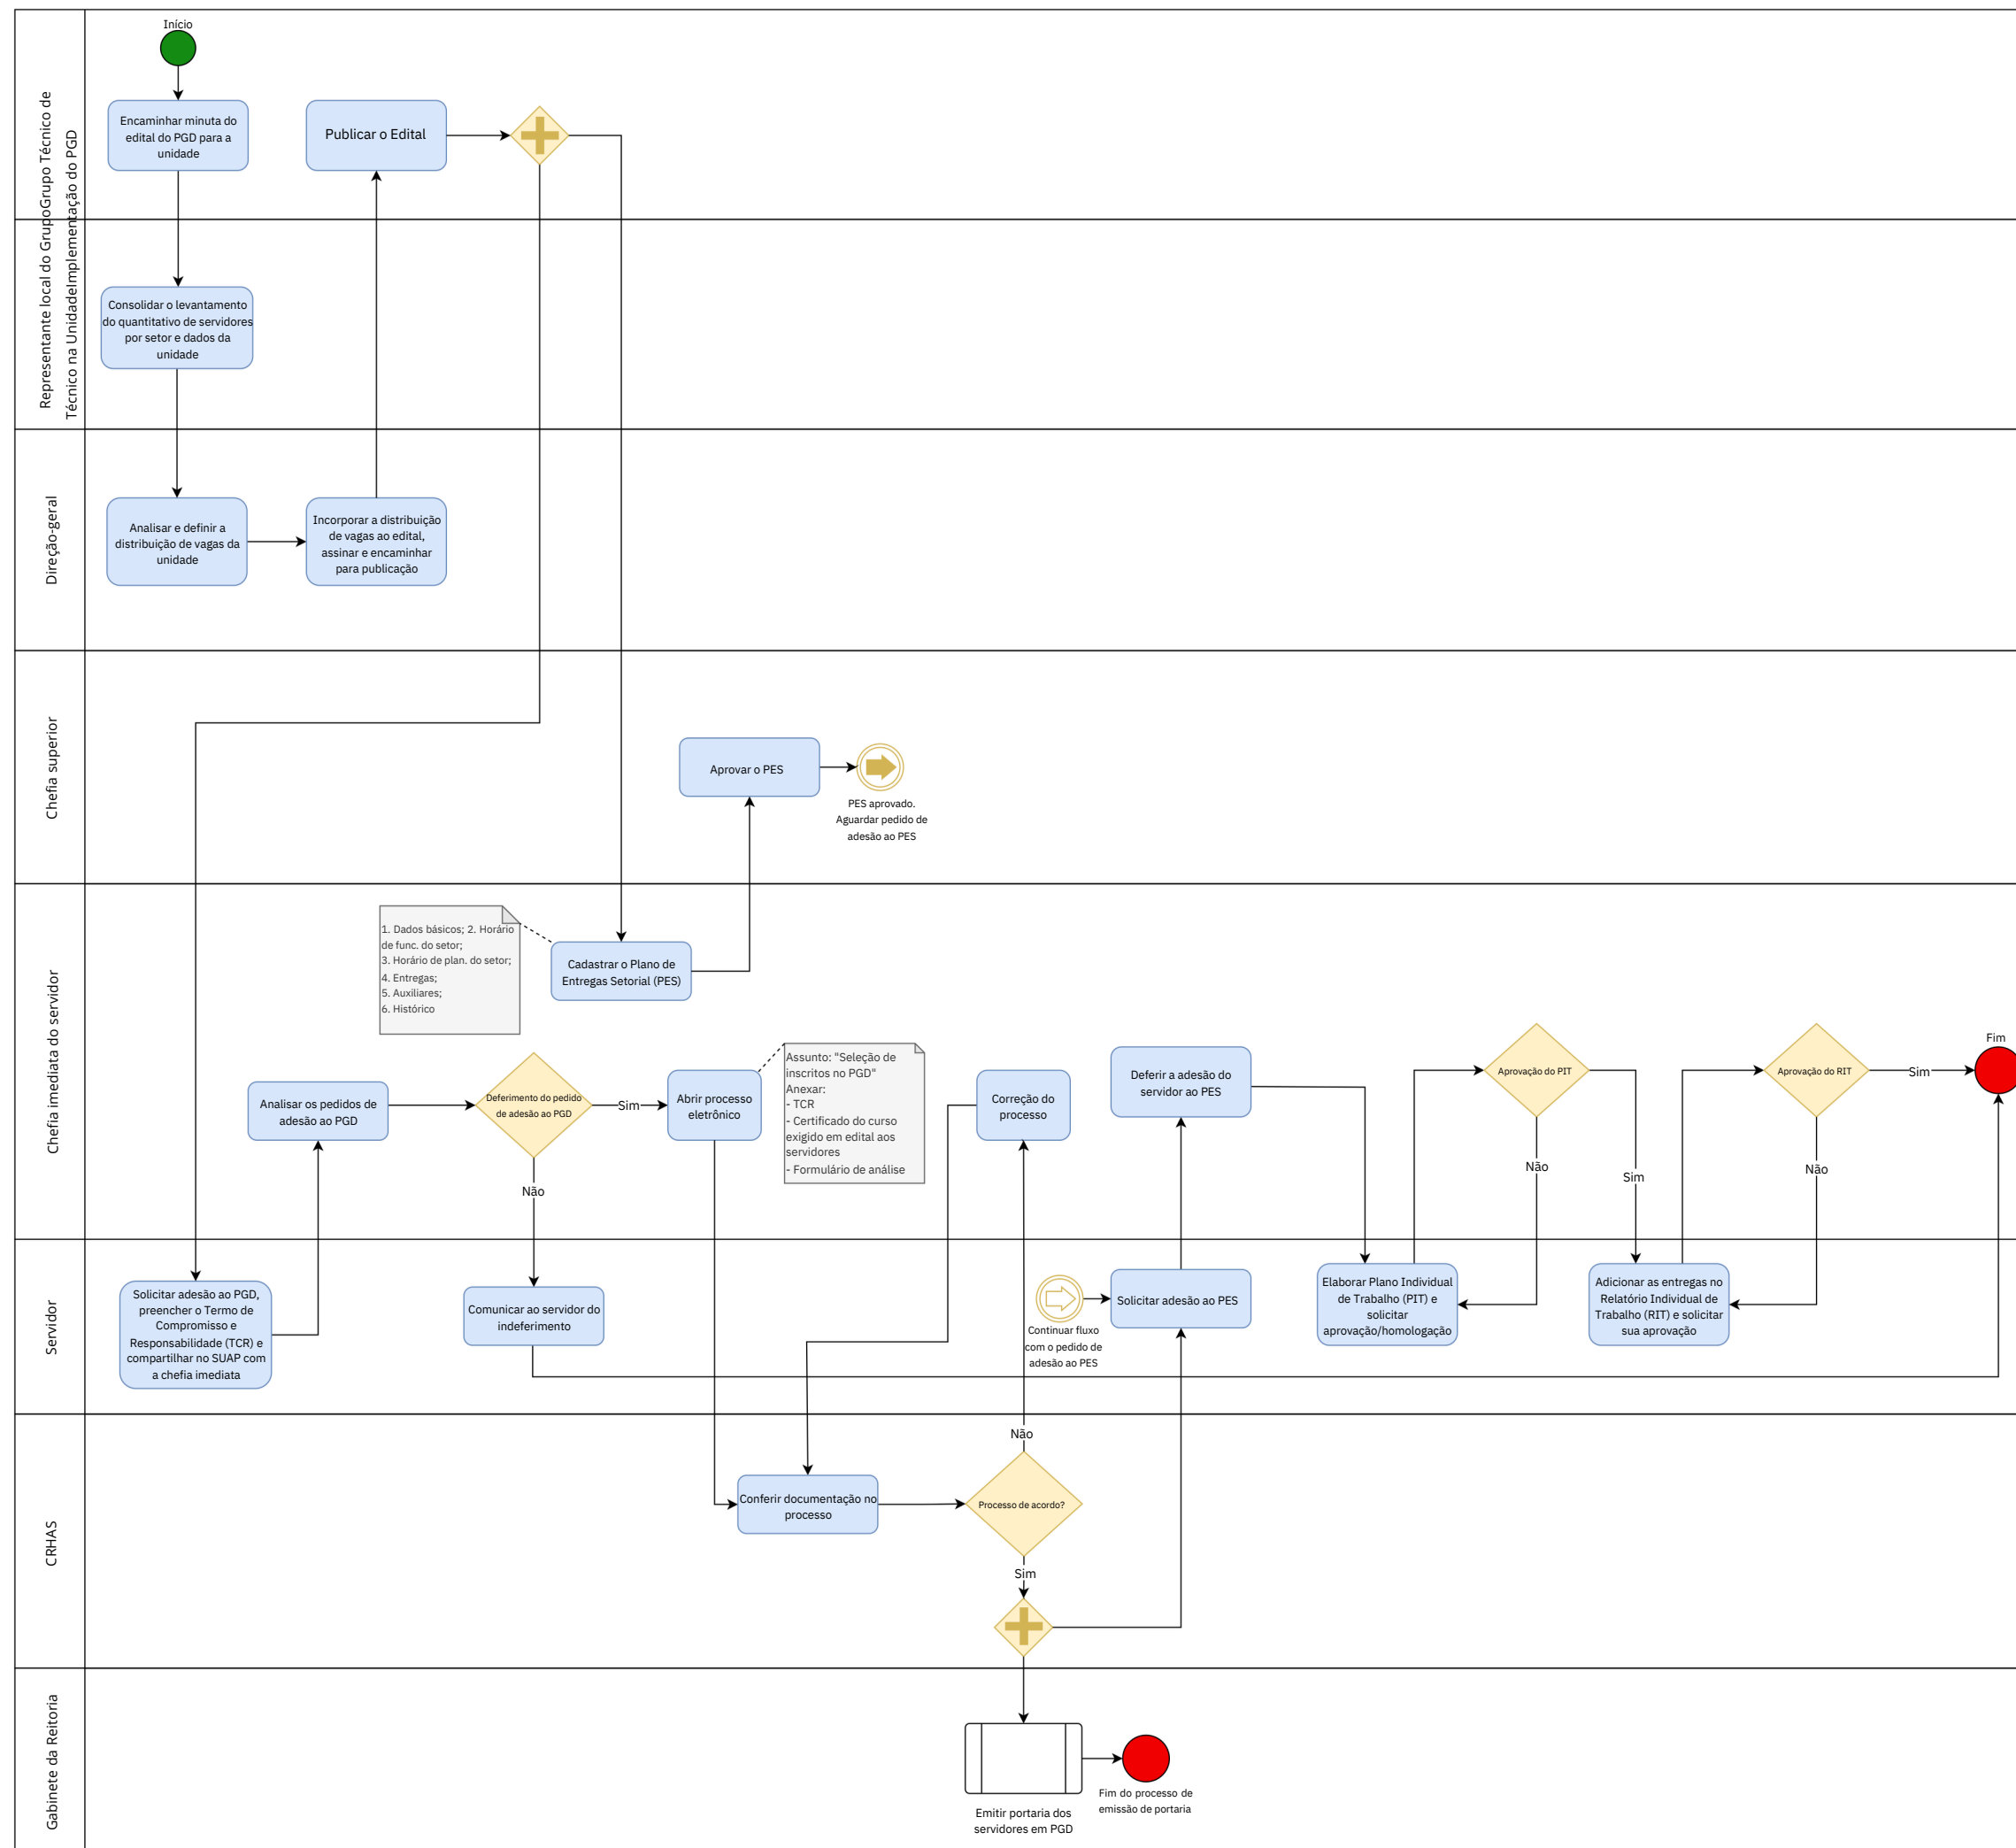 Início
Grupo Técnico de
Implementação do PGD
Encaminhar minuta do
edital do PGD para a
unidade
Publicar o Edital
Representante local do Grupo
Técnico na Unidade
Consolidar o levantamento
do quantitativo de servidores
por setor e dados da
unidade
Direção-geral
Analisar e definir a
distribuição de vagas da
unidade
Incorporar a distribuição
de vagas ao edital,
assinar e encaminhar
para publicação
Chefia superior
Aprovar o PES
PES aprovado.
Aguardar pedido de
adesão ao PES
Chefia imediata do servidor
1. Dados básicos; 2. Horário
de func. do setor;
3. Horário de plan. do setor;
4. Entregas;
5. Auxiliares;
6. Histórico
Cadastrar o Plano de
Entregas Setorial (PES)
Analisar os pedidos de
adesão ao PGD
Deferimento do pedido
de adesão ao PGD
Sim
Não
Abrir processo
eletrônico
Assunto: "Seleção de
inscritos no PGD"
Anexar:
- TCR
- Certificado do curso
exigido em edital aos
servidores
- Formulário de análise
Correção do
processo
Deferir a adesão do
servidor ao PES
Aprovação do PIT
Não
Sim
Aprovação do RIT
Sim
Não
Fim
Servidor
Solicitar adesão ao PGD,
preencher o Termo de
Compromisso e
Responsabilidade (TCR) e
compartilhar no SUAP com
a chefia imediata
Comunicar ao servidor do
indeferimento
Continuar fluxo
com o pedido de
adesão ao PES
Solicitar adesão ao PES
Elaborar Plano Individual
de Trabalho (PIT) e
solicitar
aprovação/homologação
Adicionar as entregas no
Relatório Individual de
Trabalho (RIT) e solicitar
sua aprovação
CRHAS
Conferir documentação no
processo
Não
Processo de acordo?
Sim
Gabinete da Reitoria
Emitir portaria dos
servidores em PGD
Fim do processo de
emissão de portaria